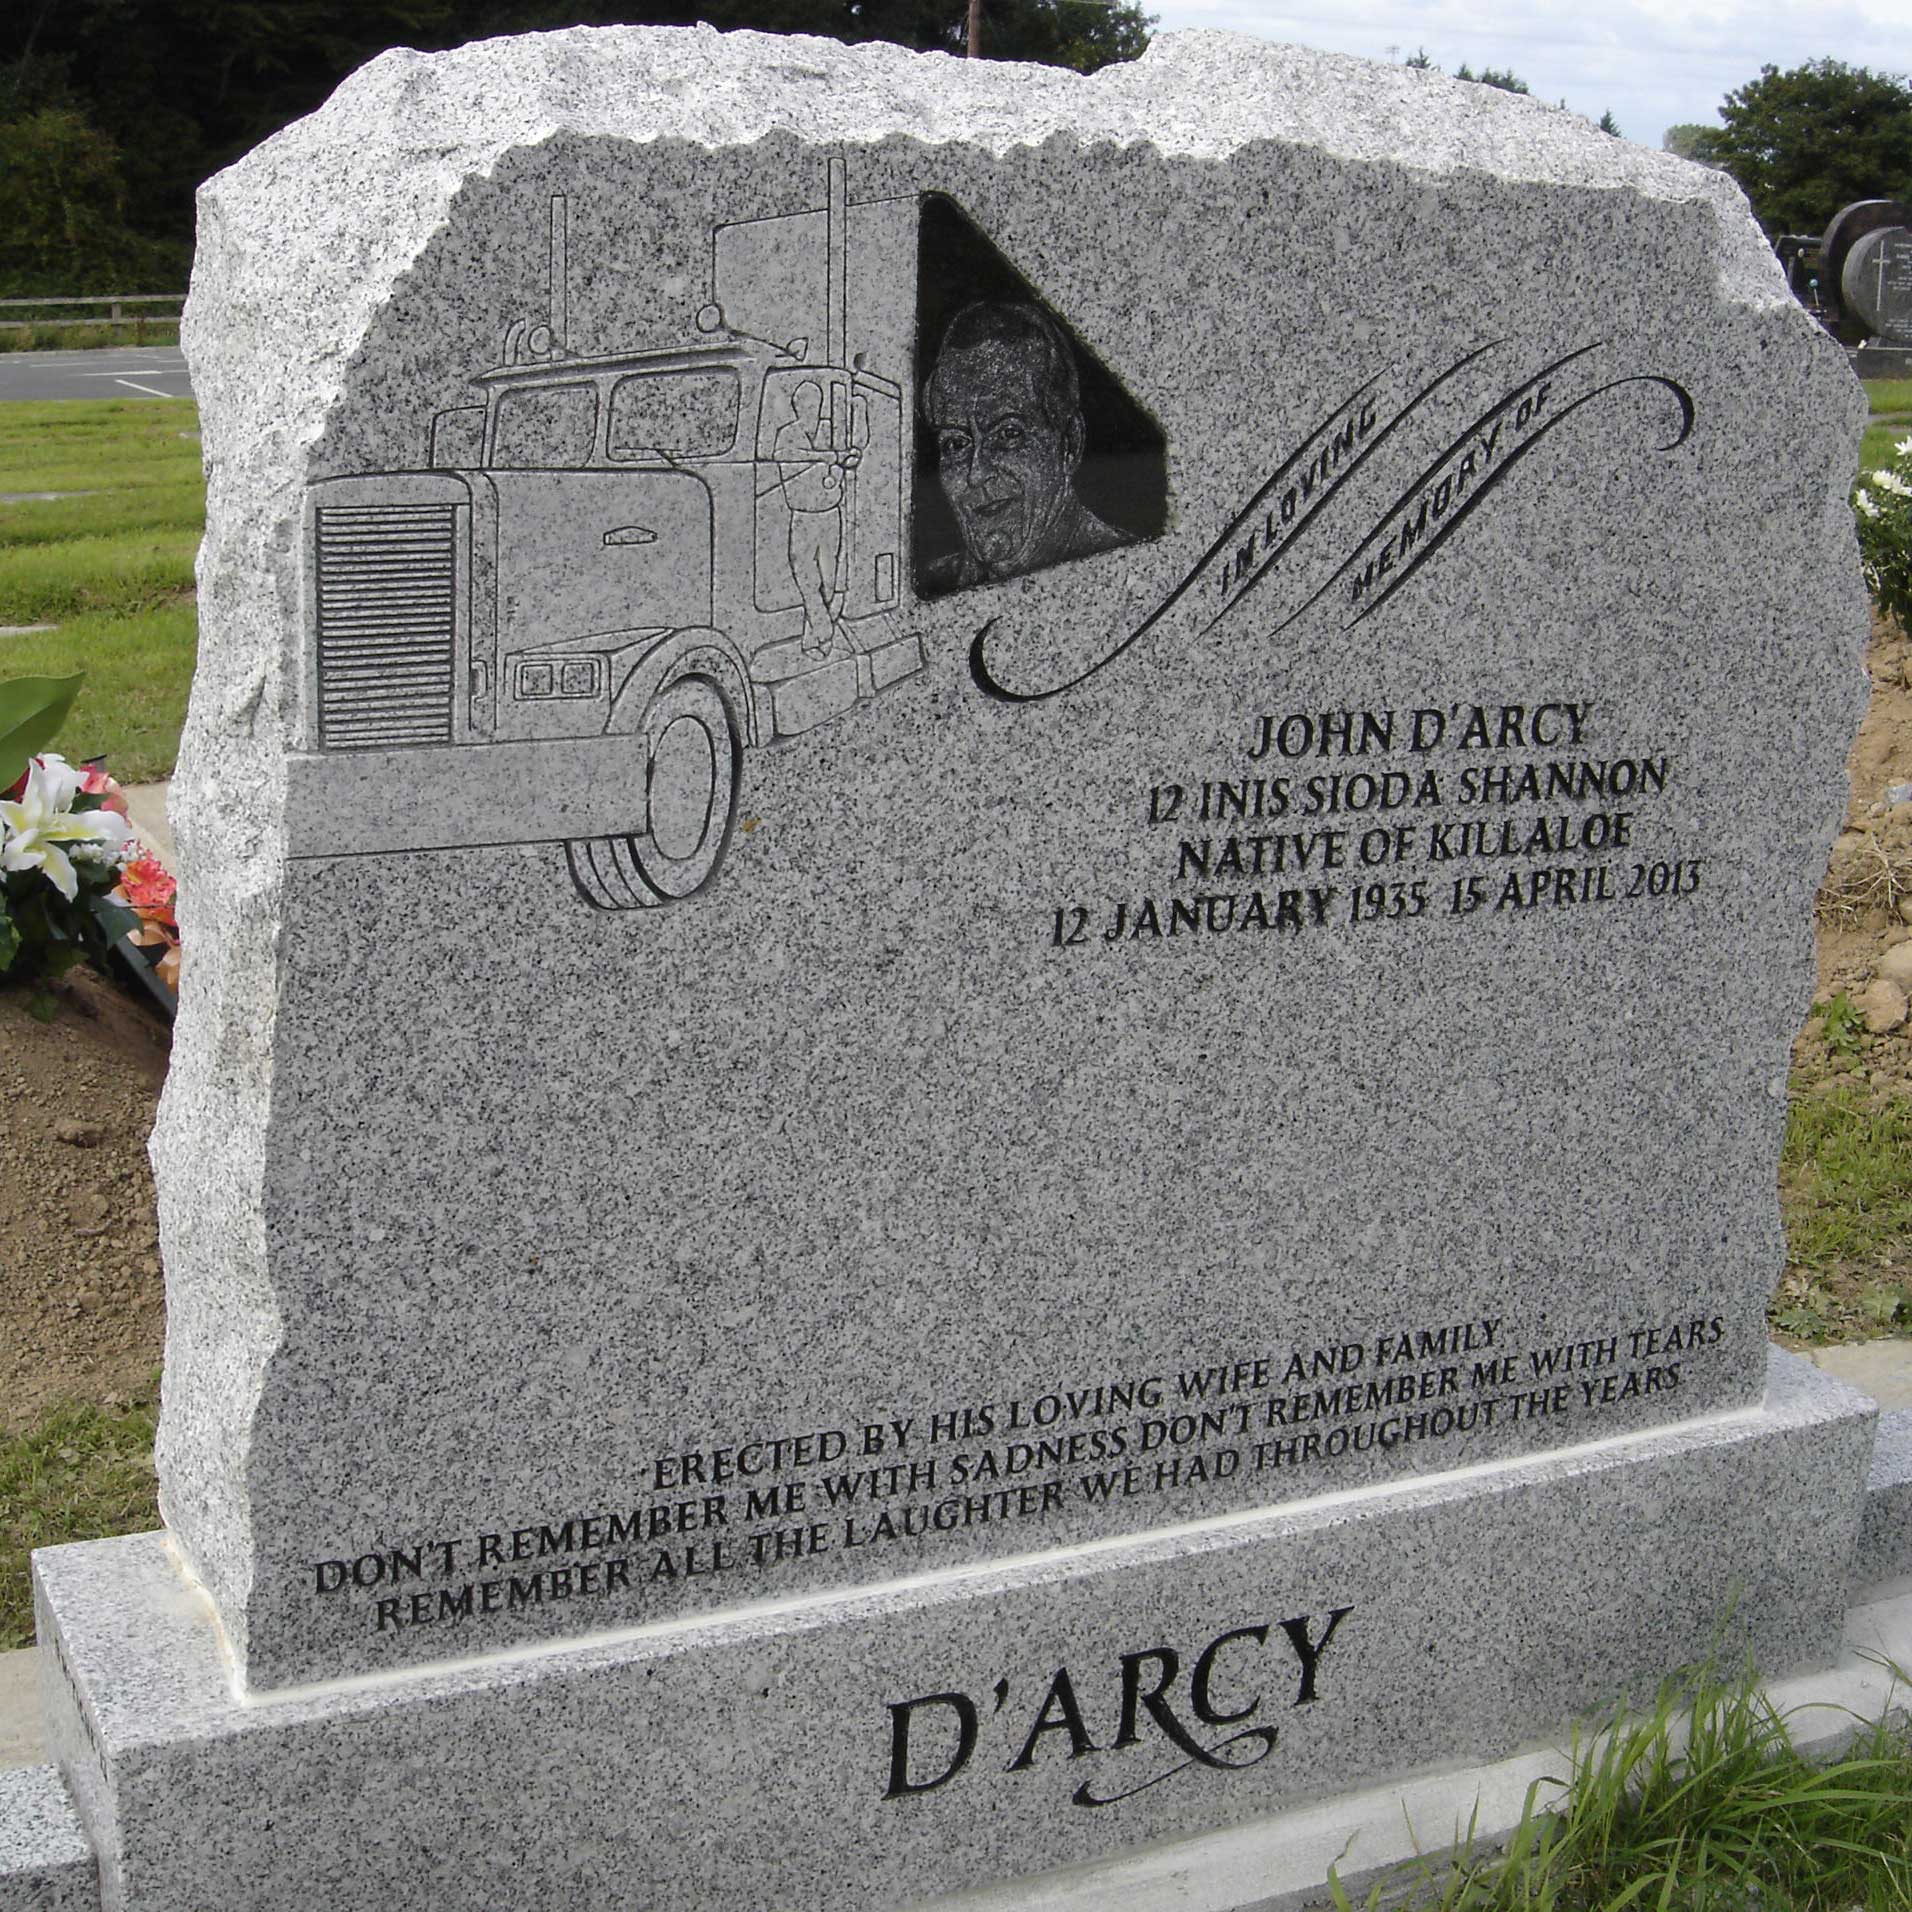 IN LOVING
MEMORY OF
JOHN D'ARCY
12 INIS SIODA SHANNON
NATIVE OF KILLALOE
12 JANUARY 1935 15 APRIL 2013
ERECTED BY HIS LOVING WIFE AND FAMILY
DON'T REMEMBER ME WITH SADNESS DON'T REMEMBER ME WITH TEARS
REMEMBER ALL THE LAUGHTER WE HAD THROUGHOUT THE YEARS
D'ARCY